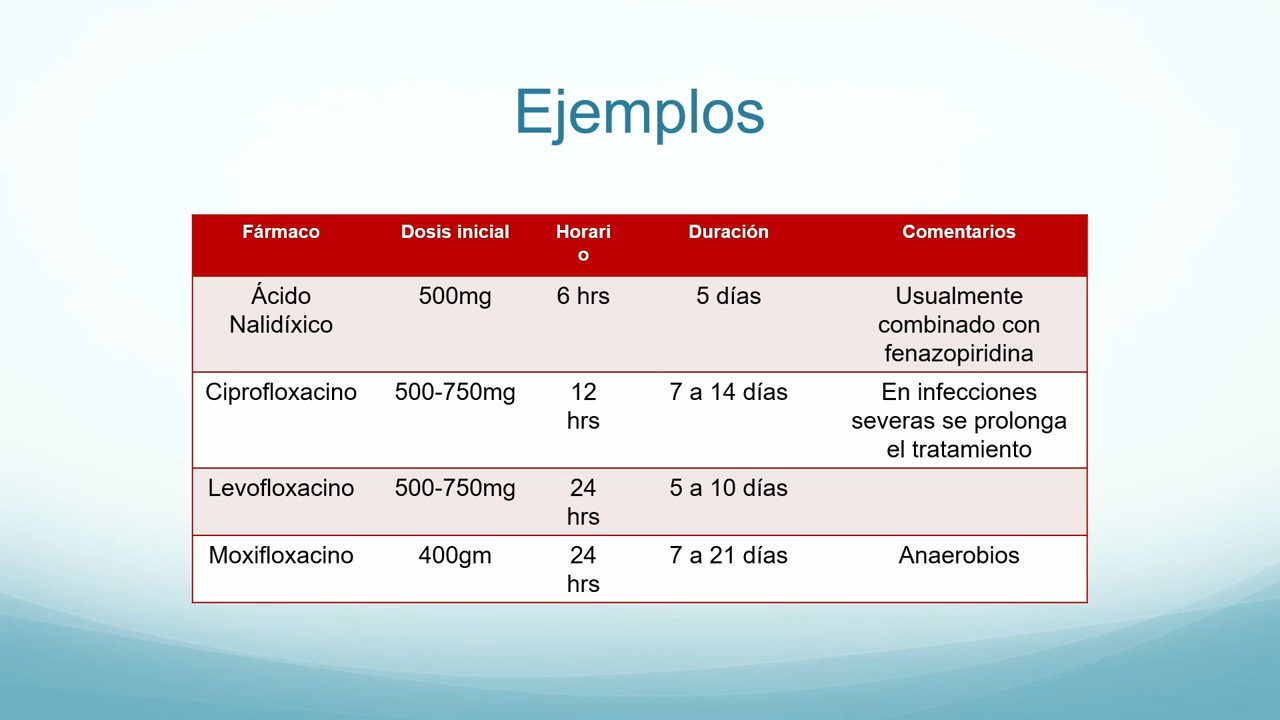 Ejemplos
Fármaco Dosis inicial Horari
o Duración Comentarios
Ácido
Nalidíxico 500mg 6 hrs 5 días Usualmente
combinado con
fenazopiridina
Ciprofloxacino 500-750mg 12
hrs 7 a 14 días En infecciones
severas se prolonga
el tratamiento
Levofloxacino 500-750mg 24
hrs 5 a 10 días
Moxifloxacino 400gm 24
hrs 7 a 21 días Anaerobios